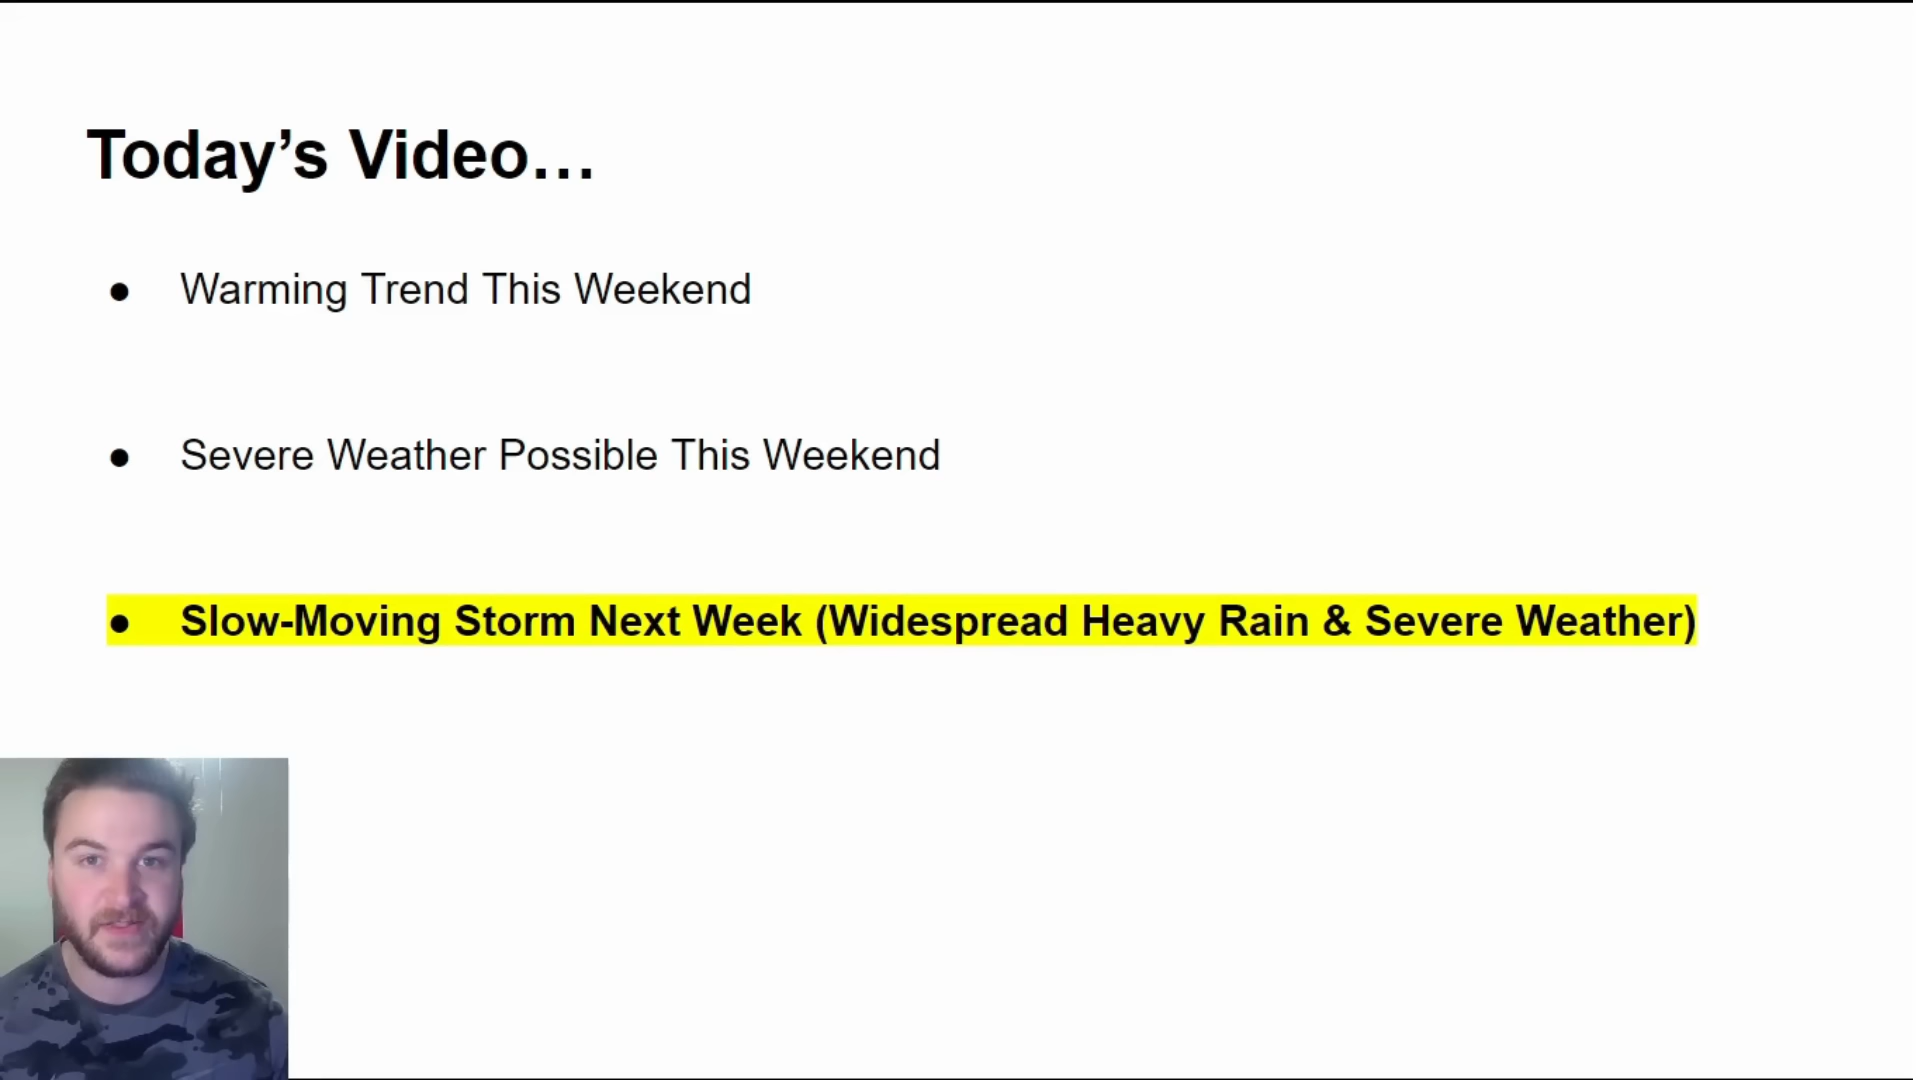 Today’s Video…
● Warming Trend This Weekend
● Severe Weather Possible This Weekend
● Slow-Moving Storm Next Week (Widespread Heavy Rain & Severe Weather)